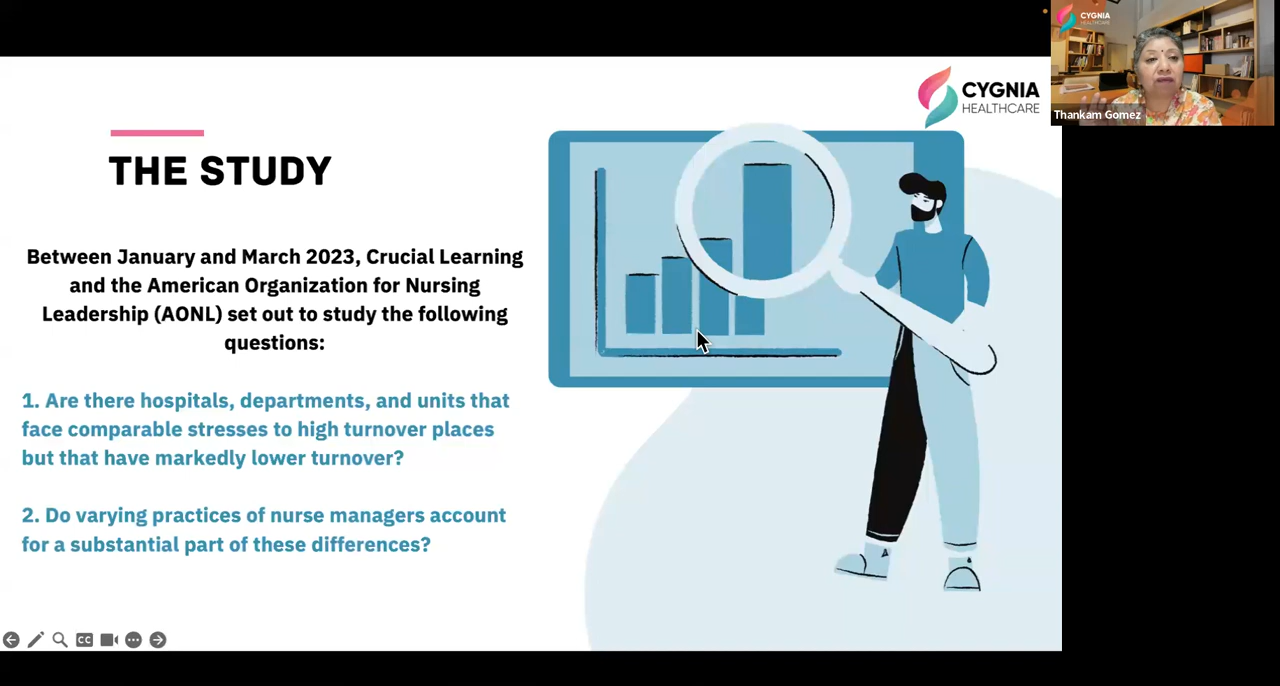 CYGNIA
HEALTHCARE
Thankam Gomez
CYGNIA
HEALTHCARE
THE STUDY
Between January and March 2023, Crucial Learning
and the American Organization for Nursing
Leadership (AONL) set out to study the following
questions:
1. Are there hospitals, departments, and units that
face comparable stresses to high turnover places
but that have markedly lower turnover?
2. Do varying practices of nurse managers account
for a substantial part of these differences?
CC